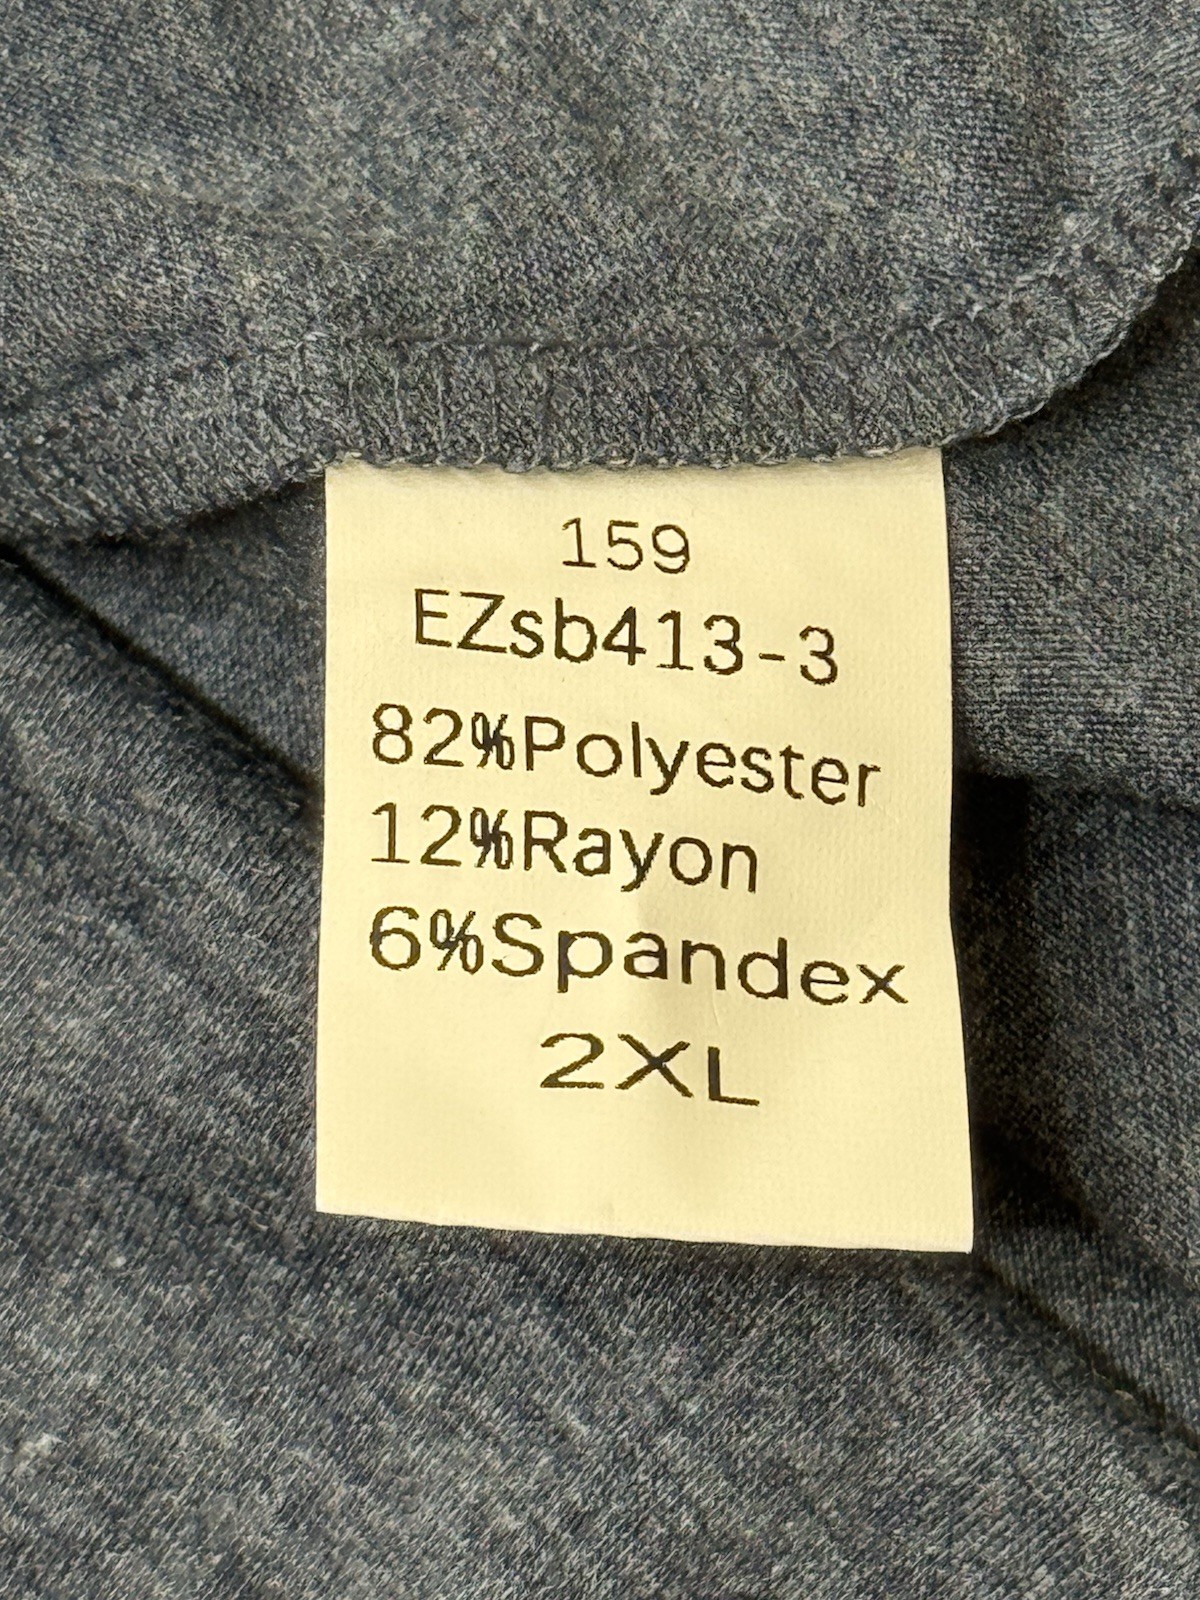 159
EZsb413-3
82%Polyester
12%Rayon
6%Spandex
2XL